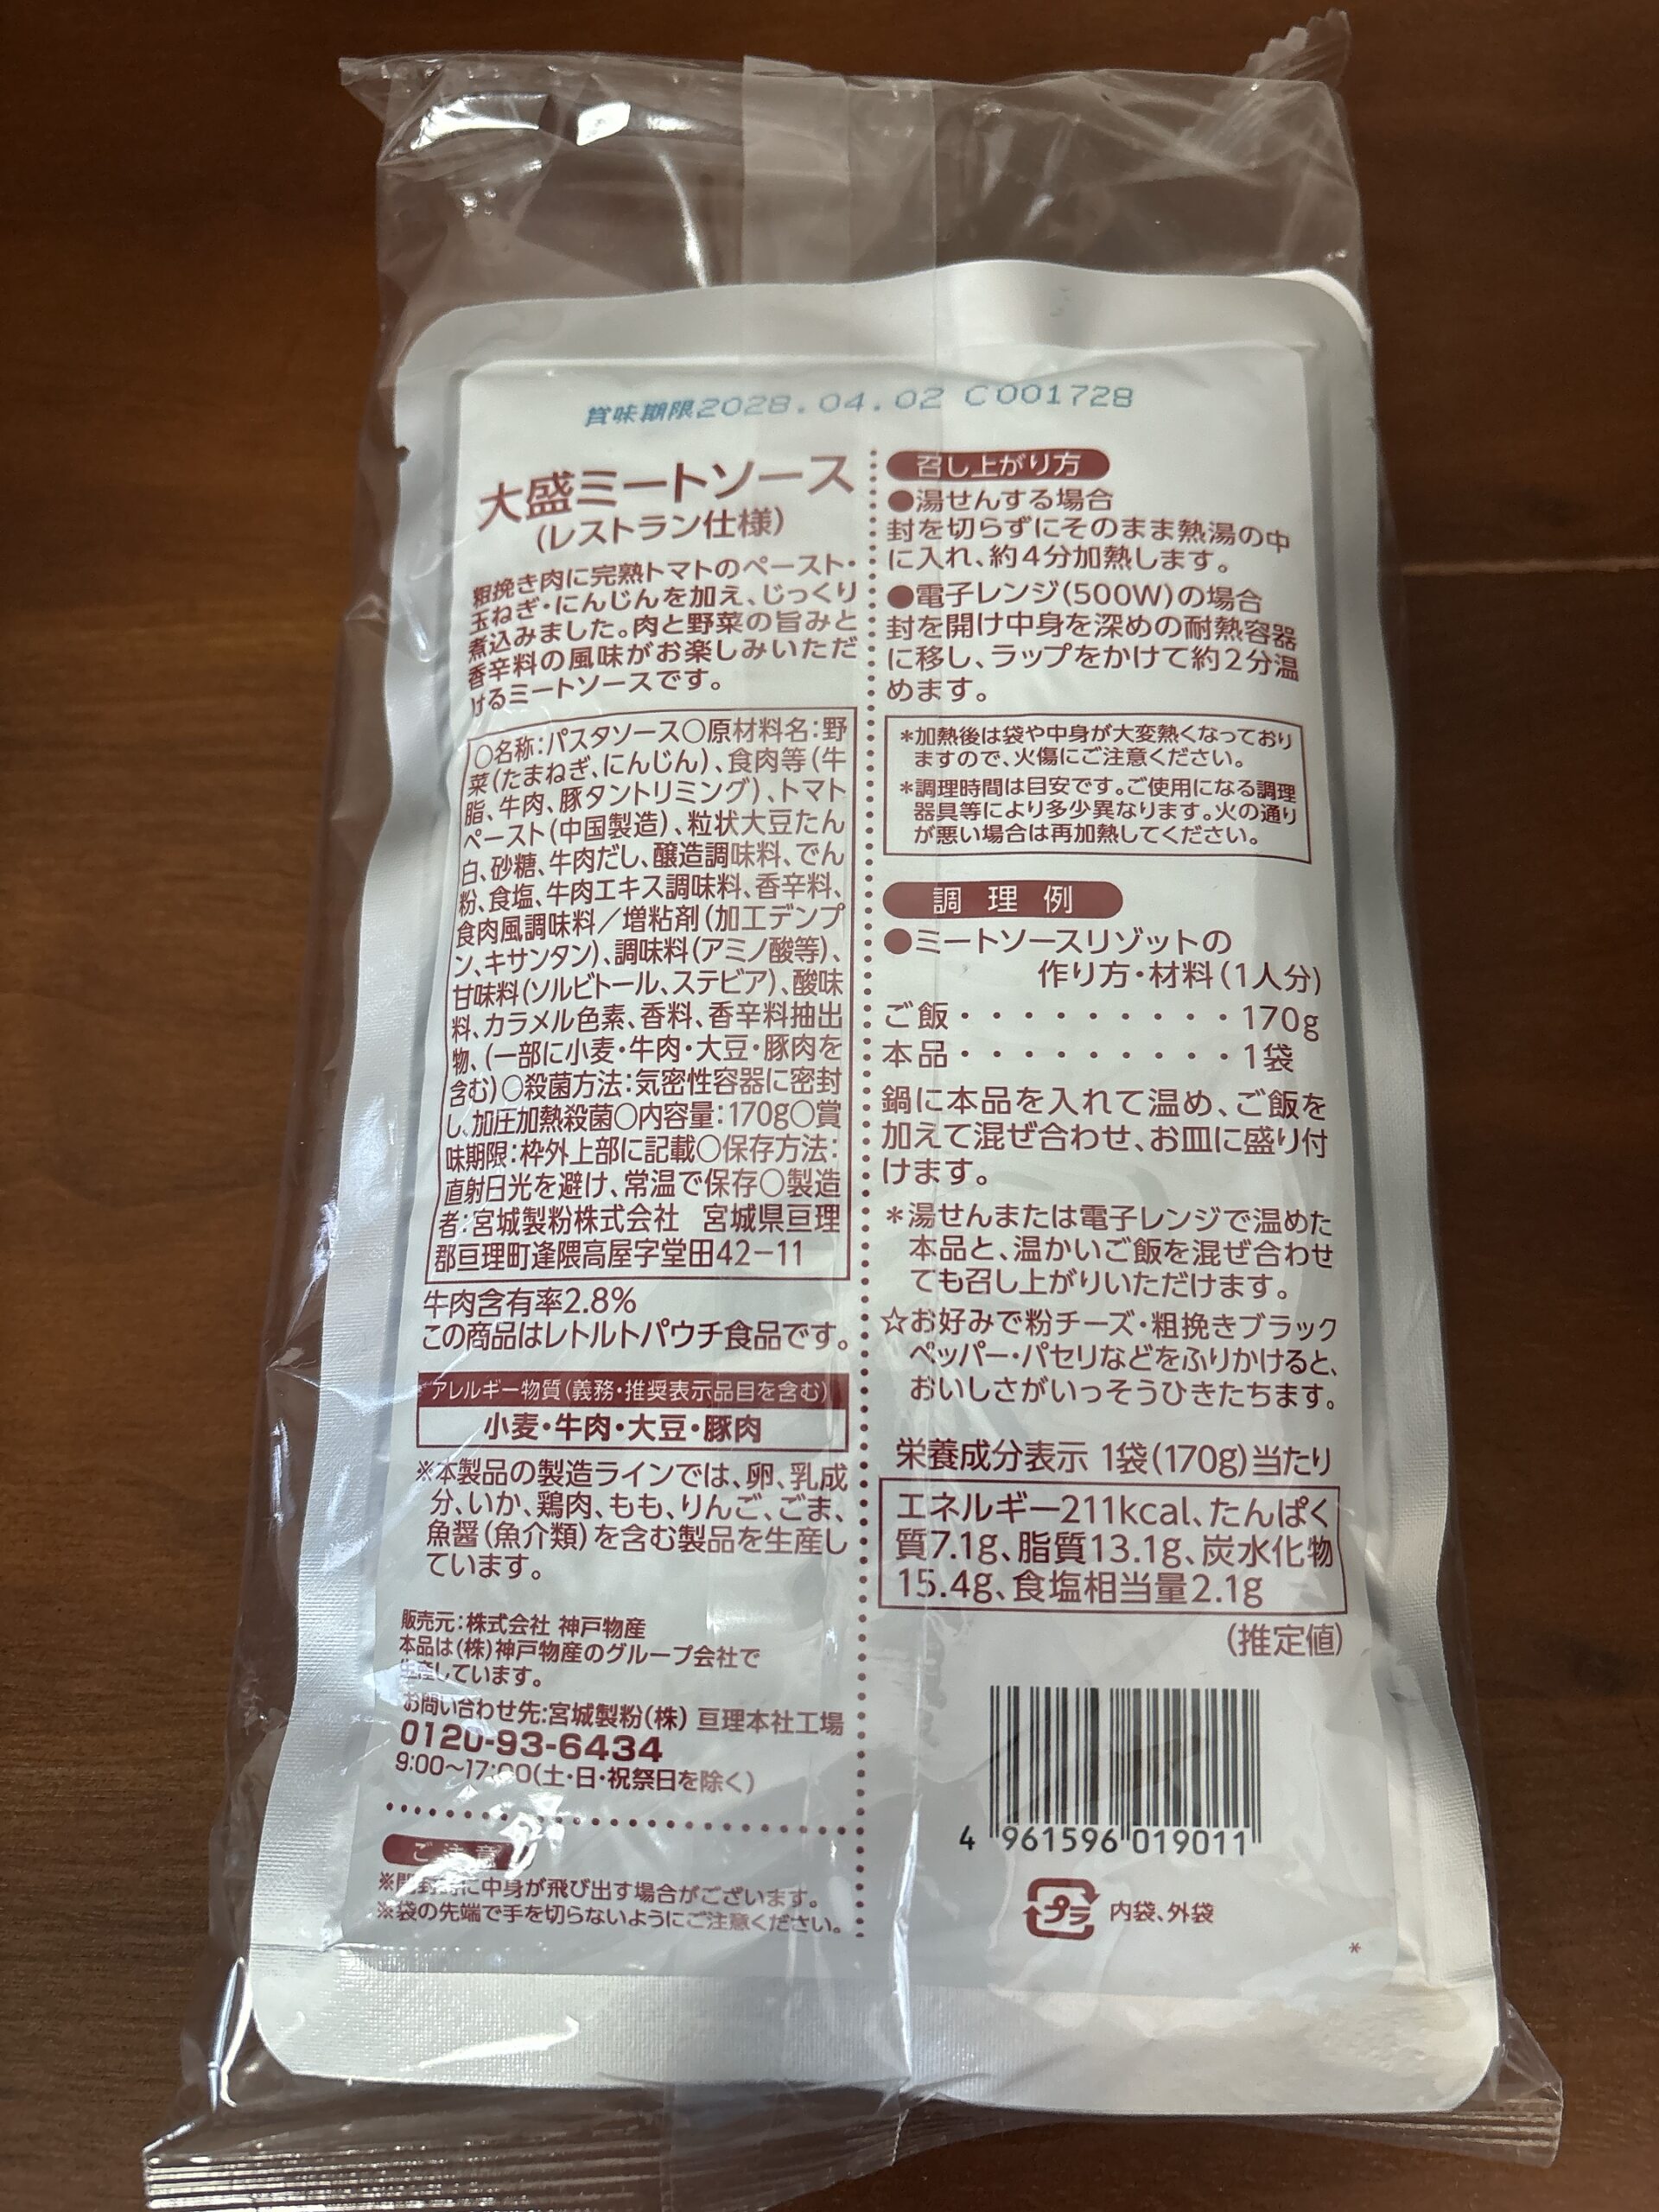 賞味期限2028.04.02 C001728
大盛ミートソース
(レストラン仕様)
粗挽き肉に完熟トマトのペースト・
玉ねぎ・にんじんを加え、じっくり
煮込みました。肉と野菜の旨みと
香辛料の風味がお楽しみいただ
けるミートソースです。
○名称:パスタソース○原材料名:野
菜(たまねぎ、にんじん)、食肉等(牛
脂、牛肉、豚タントリミング)、トマト
ペースト(中国製造)、粒状大豆たん
白、砂糖、牛肉だし、醸造調味料、でん
粉、食塩、牛肉エキス調味料、香辛料、
食肉風調味料/増粘剤(加工デンプ
ン、キサンタン)、調味料(アミノ酸等)、
甘味料(ソルビトール、ステビア)、酸味
料、カラメル色素、香料、香辛料抽出
物、(一部に小麦・牛肉・大豆・豚肉を
含む)○殺菌方法:気密性容器に密封
し、加圧加熱殺菌○内容量:170g○賞
味期限:枠外上部に記載○保存方法:
直射日光を避け、常温で保存○製造
者:宮城製粉株式会社 宮城県亘理
郡亘理町逢隈高屋字堂田42-11
牛肉含有率2.8%
この商品はレトルトパウチ食品です。
アレルギー物質(義務・推奨表示品目を含む)
小麦・牛肉・大豆・豚肉
※本製品の製造ラインでは、卵、乳成
分、いか、鶏肉、もも、りんご、ごま、
魚醤(魚介類)を含む製品を生産し
ています。
販売元:株式会社 神戸物産
本品は(株)神戸物産のグループ会社で
生産しています。
お問い合わせ先:宮城製粉(株) 亘理本社工場
0120-93-6434
9:00~17:00(土・日・祝祭日を除く)
ご注意
※開封時に中身が飛び出す場合がございます。
※袋の先端で手を切らないようにご注意ください。
召し上がり方
●湯せんする場合
封を切らずにそのまま熱湯の中
に入れ、約4分加熱します。
●電子レンジ(500W)の場合
封を開け中身を深めの耐熱容器
に移し、ラップをかけて約2分温
めます。
*加熱後は袋や中身が大変熱くなっており
ますので、火傷にご注意ください。
*調理時間は目安です。ご使用になる調理
器具等により多少異なります。火の通り
が悪い場合は再加熱してください。
調理例
●ミートソースリゾットの
作り方・材料(1人分)
ご飯・・・・・・・・・・170g
本品・・・・・・・・・・1袋
鍋に本品を入れて温め、ご飯を
加えて混ぜ合わせ、お皿に盛り付
けます。
*湯せんまたは電子レンジで温めた
本品と、温かいご飯を混ぜ合わせ
ても召し上がりいただけます。
☆お好みで粉チーズ・粗挽きブラック
ペッパー・パセリなどをふりかけると、
おいしさがいっそうひきたちます。
栄養成分表示 1袋(170g)当たり
エネルギー211kcal、たんぱく
質7.1g、脂質13.1g、炭水化物
15.4g、食塩相当量2.1g
(推定値)
4 961596 019011
プラ 内袋、外袋
*